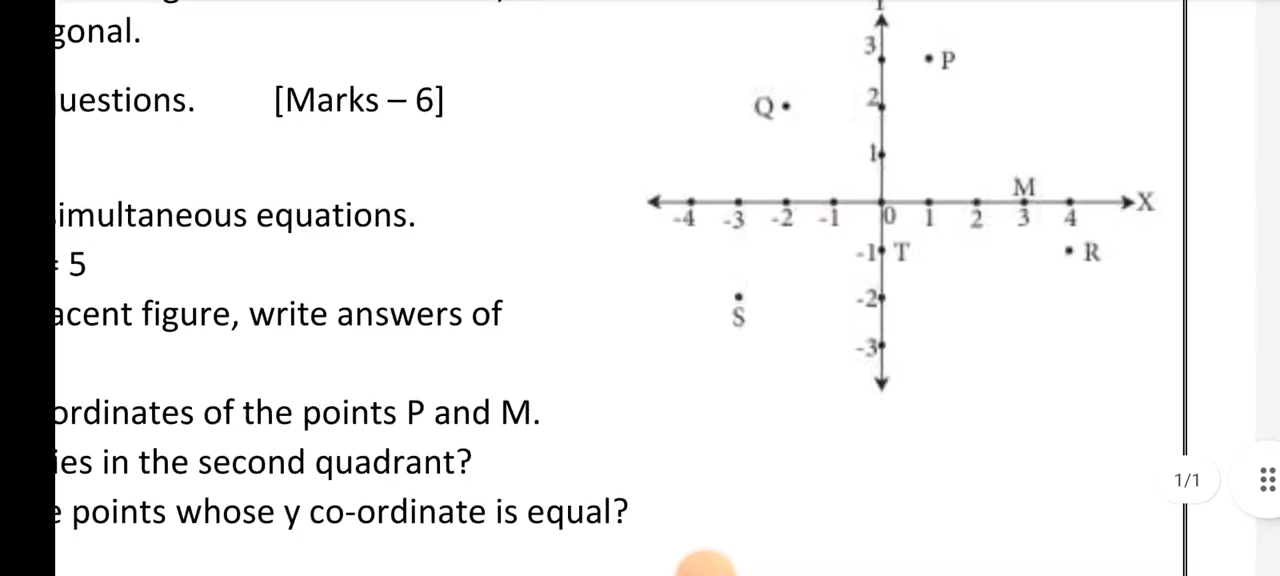 gonal.
uestions. [Marks – 6]
imultaneous equations.
= 5
acent figure, write answers of
ordinates of the points P and M.
ies in the second quadrant?
e points whose y co-ordinate is equal?
3
P
Q
2
1
M
X
-4 -3 -2 -1 0 1 2 3 4
-1 T
R
-2
S
-3
1/1